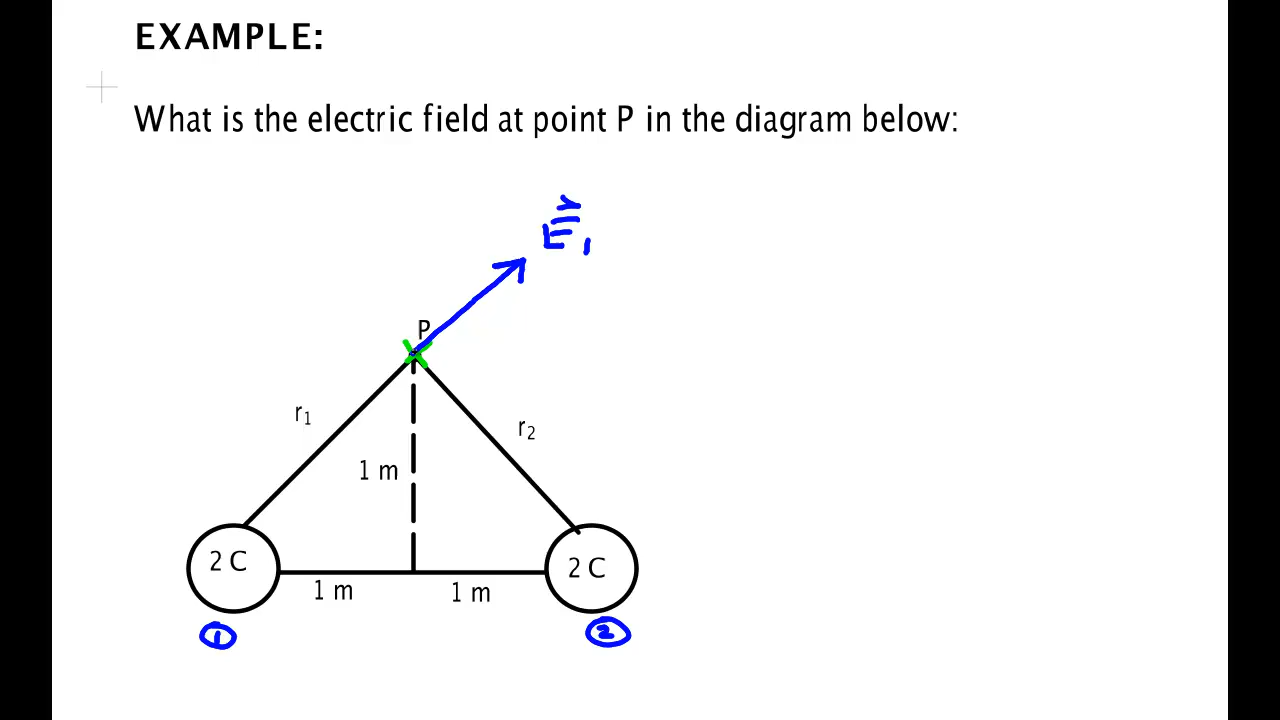 EXAMPLE:
What is the electric field at point P in the diagram below:
E⃗₁
P
r₁
r₂
1 m
2 C
2 C
1 m
1 m
①
②